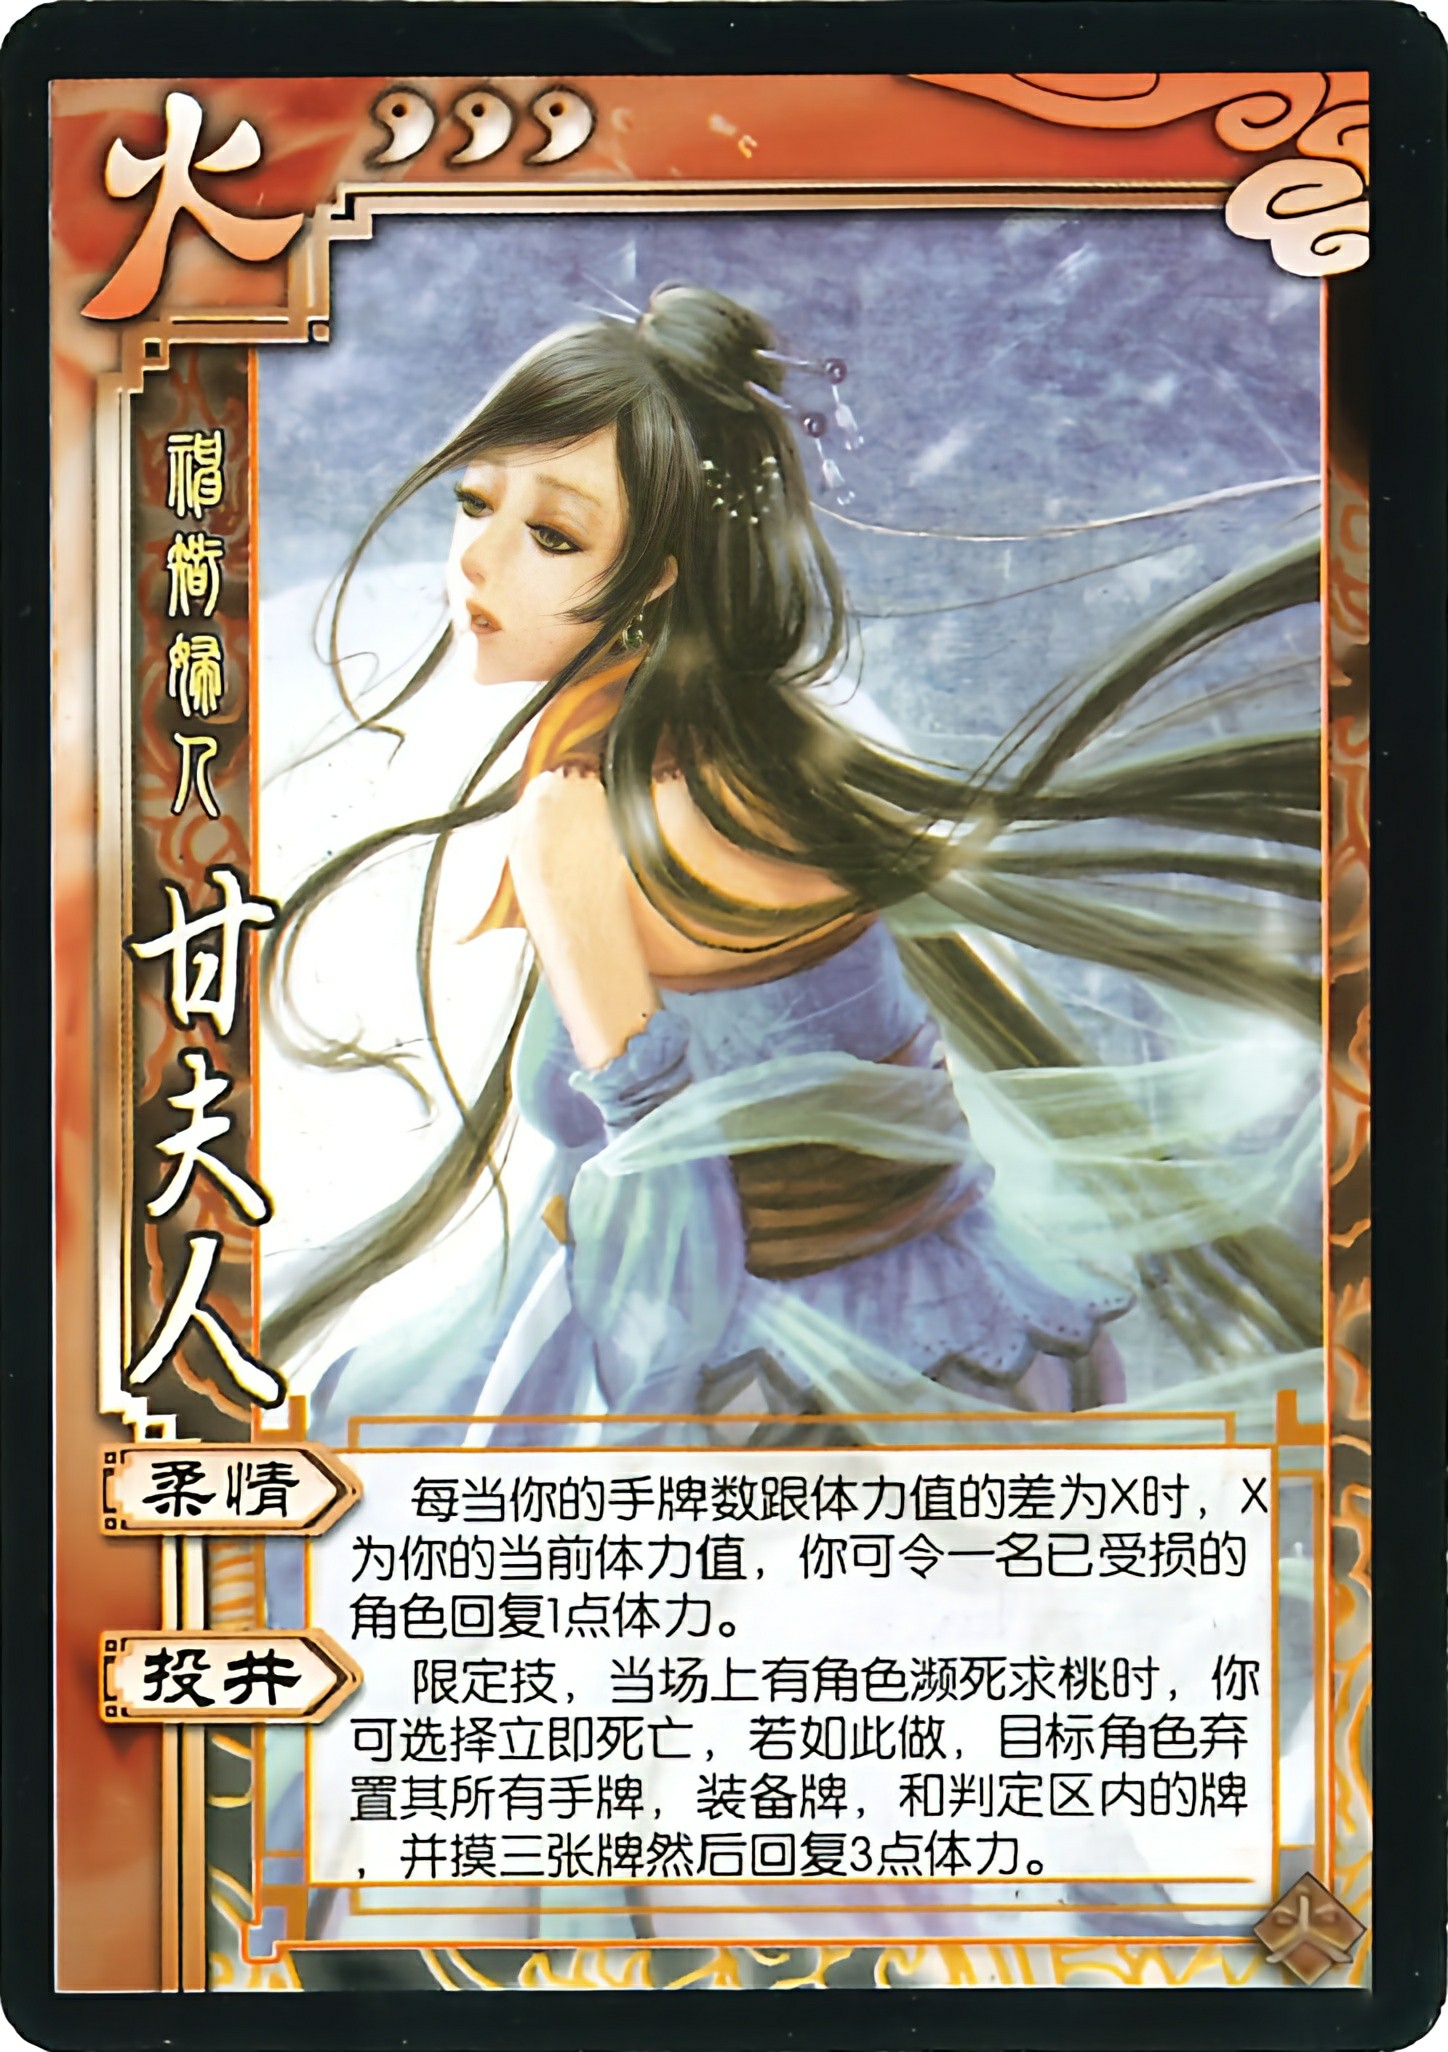 火
昭烈
甘夫人
柔情
每当你的手牌数跟体力值的差为X时，X
为你的当前体力值，你可令一名已受损的
角色回复1点体力。
投井
限定技，当场上有角色濒死求桃时，你
可选择立即死亡，若如此做，目标角色弃
置其所有手牌，装备牌，和判定区内的牌
，并摸三张牌然后回复3点体力。
火